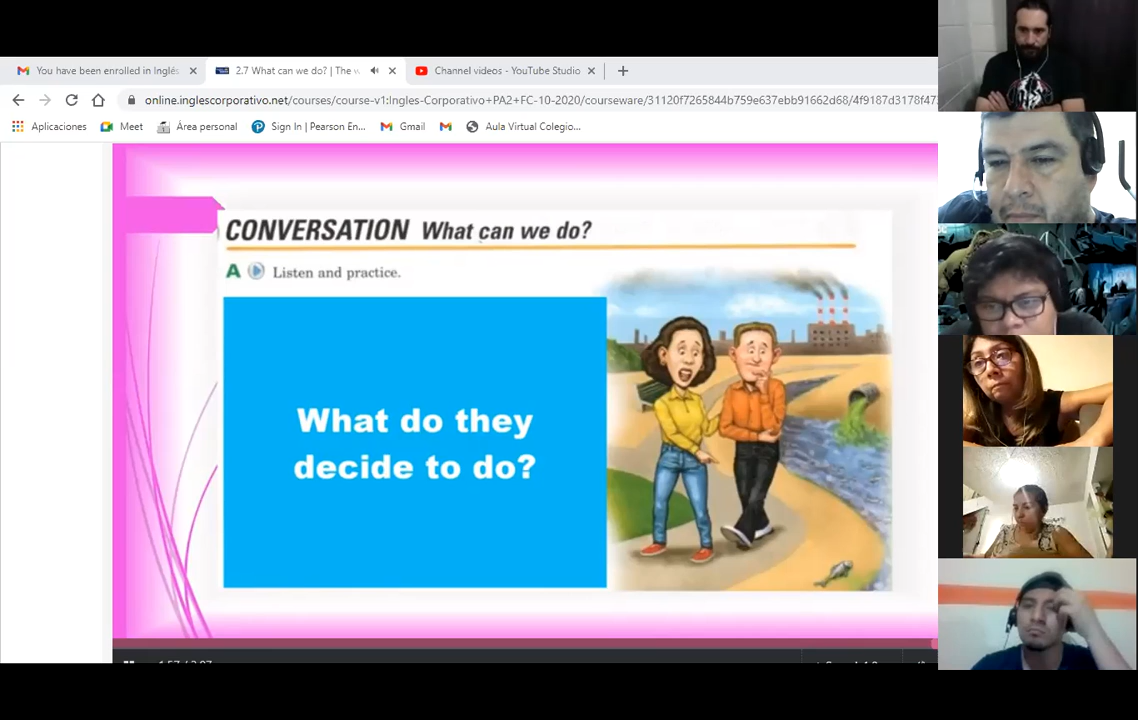 You have been enrolled in Inglés
2.7 What can we do? | The w
Channel videos - YouTube Studio
online.inglescorporativo.net/courses/course-v1:Ingles-Corporativo+PA2+FC-10-2020/courseware/31120f7265844b759e637ebb91662d68/4f9187d3178f47
Aplicaciones
Meet
Área personal
Sign In | Pearson En...
Gmail
Aula Virtual Colegio...
CONVERSATION What can we do?
A Listen and practice.
What do they
decide to do?